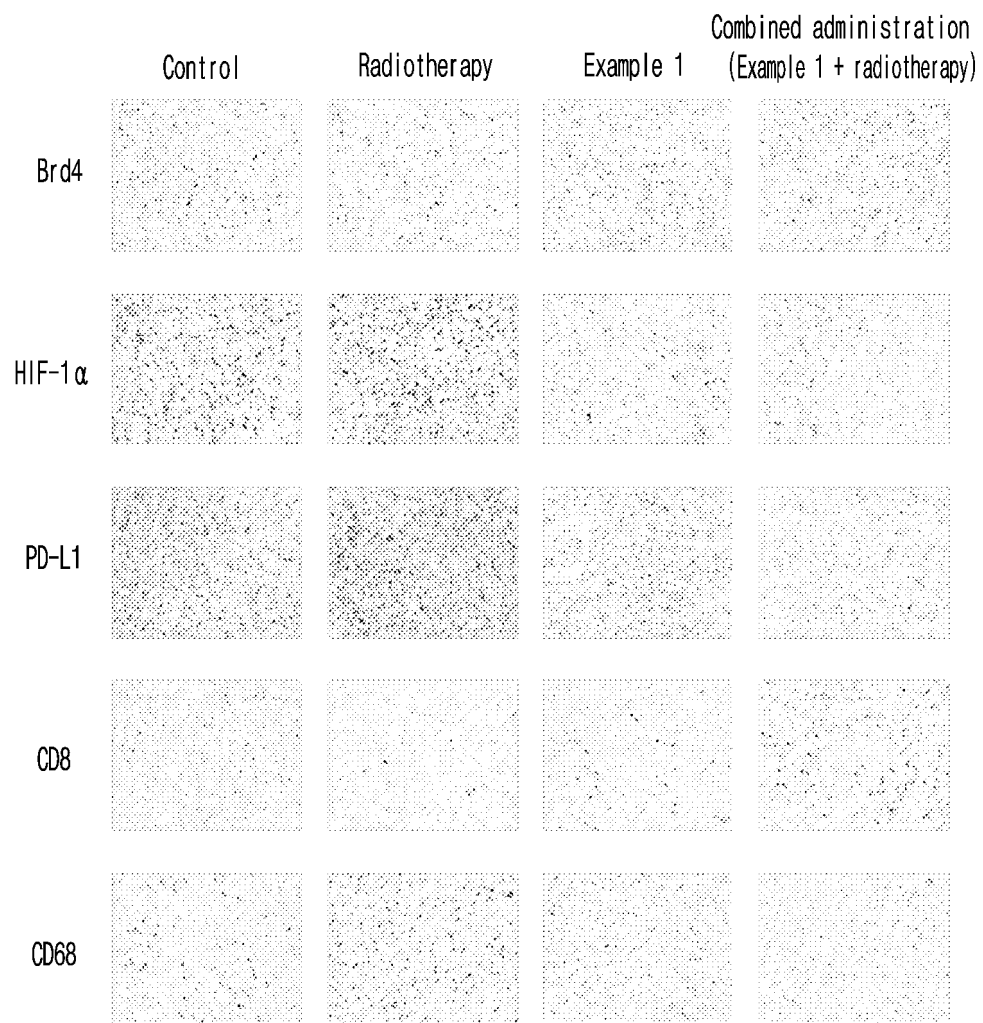 Combined administration
Control Radiotherapy Example 1 (Example 1 + radiotherapy)
Brd4
HIF-1α
PD-L1
CD8
CD68